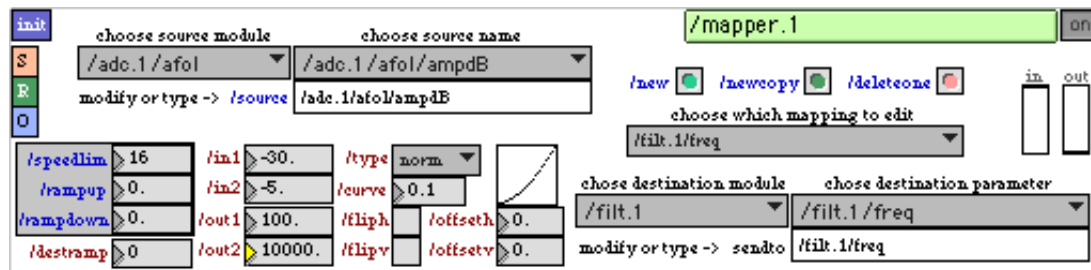 init
/mapper.1
on
choose source module
choose source name
S
/adc.1/afol
/adc.1/afol/ampdB
R
modify or type -> /source
/adc.1/afol/ampdB
O
/new
/newcopy
/deleteone
in
out
choose which mapping to edit
/filt.1/freq
/speedlim
16
/in1
-30.
/type
norm
/rampup
0.
/in2
-5.
/curve
0.1
/rampdown
0.
/out1
100.
/fliph
/offseth
0.
/destramp
0
/out2
10000.
/flipv
/offsetv
0.
chose destination module
chose destination parameter
/filt.1
/filt.1/freq
modify or type -> sendto
/filt.1/freq